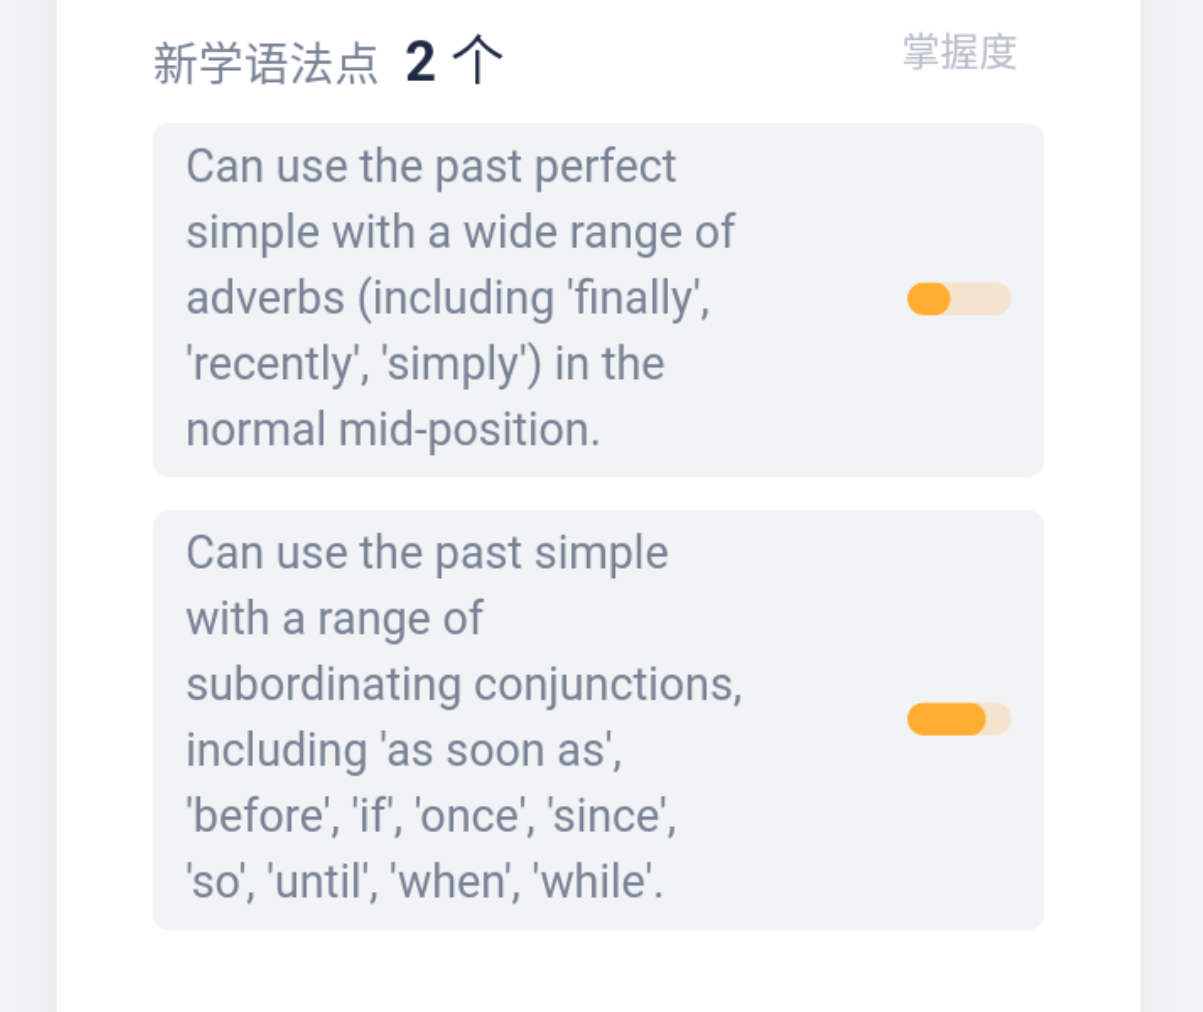 新学语法点 2 个
掌握度
Can use the past perfect
simple with a wide range of
adverbs (including 'finally',
'recently', 'simply') in the
normal mid-position.
Can use the past simple
with a range of
subordinating conjunctions,
including 'as soon as',
'before', 'if', 'once', 'since',
'so', 'until', 'when', 'while'.